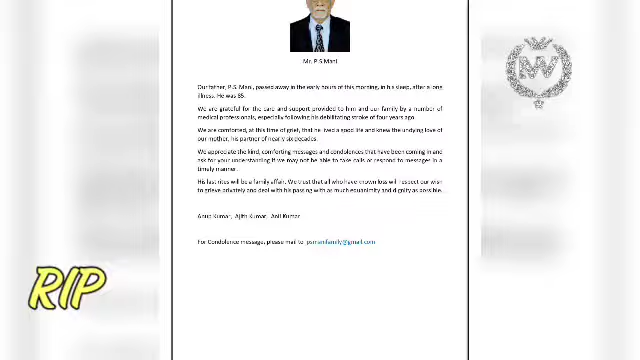 Mr. P.S.Mani
Our father, P.S. Mani, passed away in the early hours of this morning, in his sleep, after a long
illness. He was 85.
We are grateful for the care and support provided to him and our family by a number of
medical professionals, especially following his debilitating stroke of four years ago.
We are comforted, at this time of grief, that he lived a good life and knew the undying love of
our mother, his partner of nearly six decades.
We appreciate the kind, comforting messages and condolences that have been coming in and
ask for your understanding if we may not be able to take calls or respond to messages in a
timely manner.
His last rites will be a family affair. We trust that all who have known loss will respect our wish
to grieve privately and deal with his passing with as much equanimity and dignity as possible.
Anup Kumar, Ajith Kumar, Anil Kumar
For Condolence message, please mail to psmanifamily@gmail.com
RIP